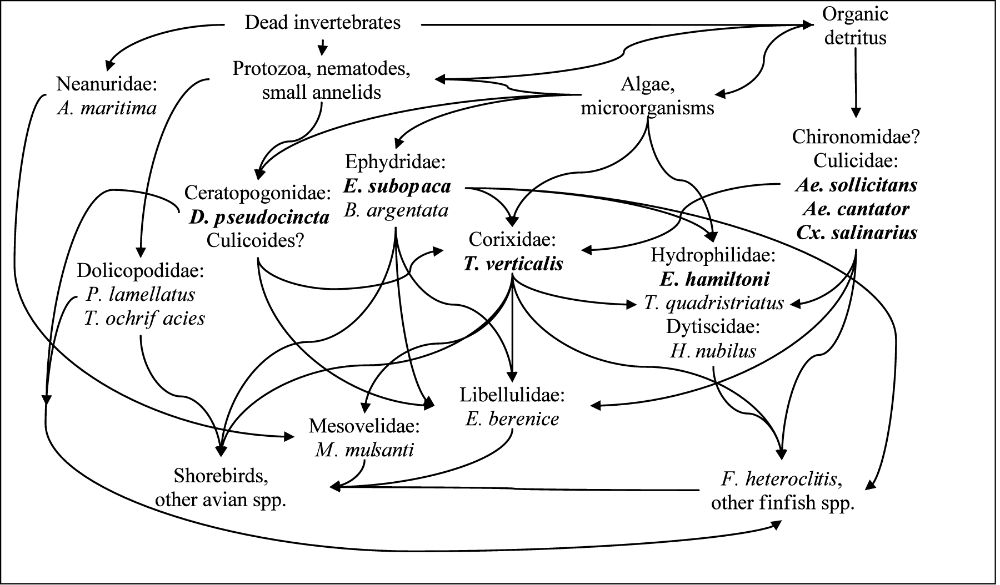 Dead invertebrates
Organic
detritus
Protozoa, nematodes,
small annelids
Neanuridae:
A. maritima
Algae,
microorganisms
Chironomidae?
Culicidae:
Ae. sollicitans
Ae. cantator
Cx. salinarius
Ephydridae:
E. subopaca
B. argentata
Ceratopogonidae:
D. pseudocincta
Culicoides?
Corixidae:
T. verticalis
Hydrophilidae:
E. hamiltoni
T. quadristriatus
Dytiscidae:
H. nubilus
Dolicopodidae:
P. lamellatus
T. ochrif acies
Libellulidae:
E. berenice
Mesovelidae:
M. mulsanti
Shorebirds,
other avian spp.
F. heteroclitis,
other finfish spp.